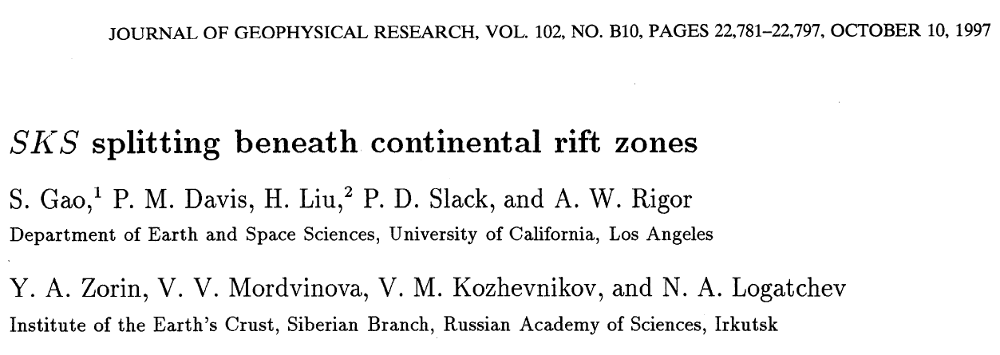 JOURNAL OF GEOPHYSICAL RESEARCH, VOL. 102, NO. B10, PAGES 22,781–22,797, OCTOBER 10, 1997
SKS splitting beneath continental rift zones
S. Gao,¹ P. M. Davis, H. Liu,² P. D. Slack, and A. W. Rigor
Department of Earth and Space Sciences, University of California, Los Angeles
Y. A. Zorin, V. V. Mordvinova, V. M. Kozhevnikov, and N. A. Logatchev
Institute of the Earth's Crust, Siberian Branch, Russian Academy of Sciences, Irkutsk